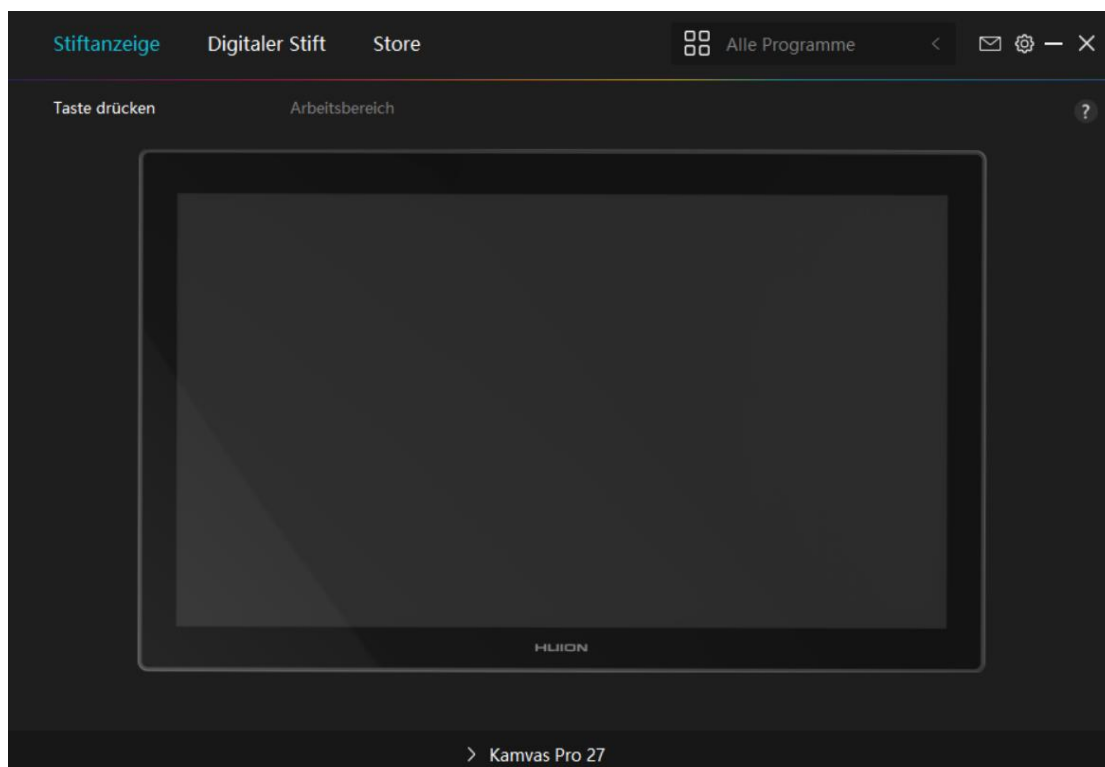 Stiftanzeige Digitaler Stift Store Alle Programme
Taste drücken Arbeitsbereich ?
HUION
Kamvas Pro 27